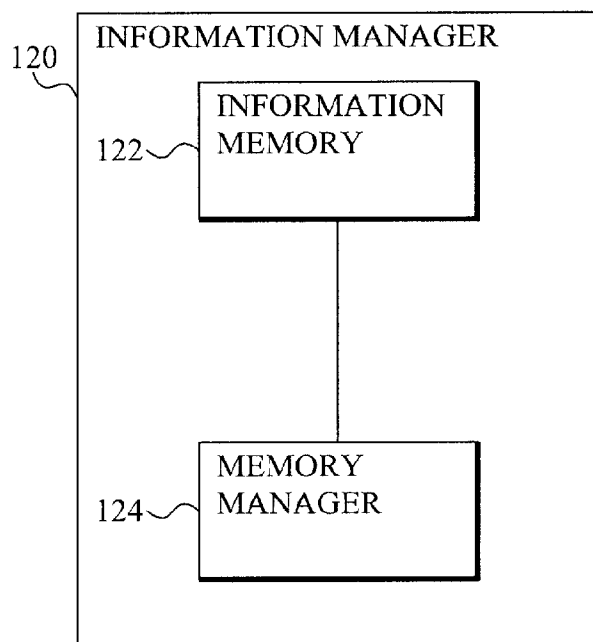 INFORMATION MANAGER
120
INFORMATION
MEMORY
122
MEMORY
MANAGER
124